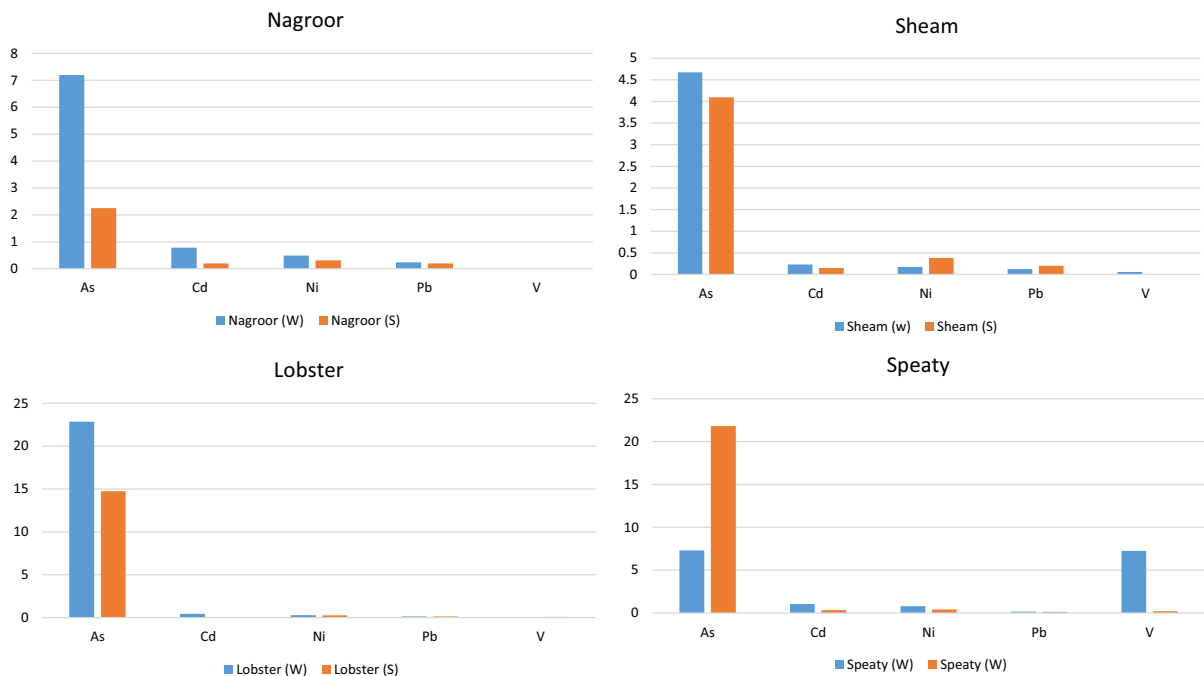 Nagroor
8
7
6
5
4
3
2
1
0
As Cd Ni Pb V
Nagroor (W) Nagroor (S)
Sheam
5
4.5
4
3.5
3
2.5
2
1.5
1
0.5
0
As Cd Ni Pb V
Sheam (w) Sheam (S)
Lobster
25
20
15
10
5
0
As Cd Ni Pb V
Lobster (W) Lobster (S)
Speaty
25
20
15
10
5
0
As Cd Ni Pb V
Speaty (W) Speaty (W)